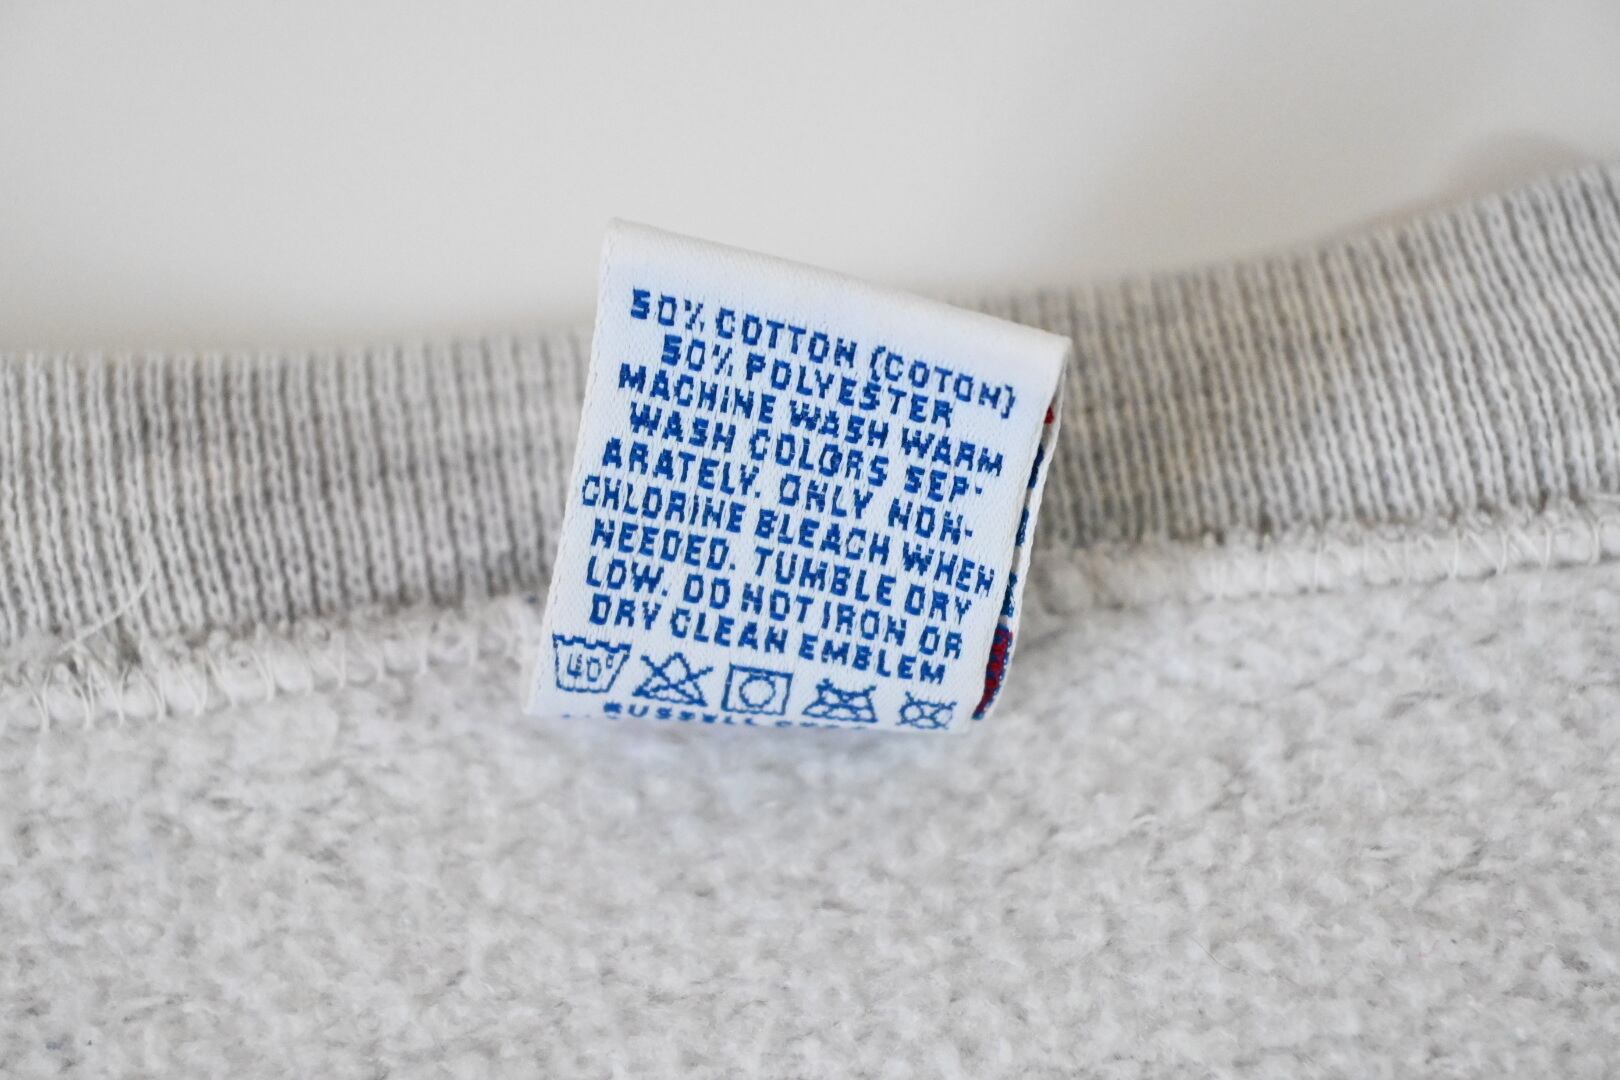 50% COTTON (COTON)
50% POLYESTER
MACHINE WASH WARM
WASH COLORS SEP-
ARATELY. ONLY NON-
CHLORINE BLEACH WHEN
NEEDED. TUMBLE DRY
LOW. DO NOT IRON OR
DRY CLEAN EMBLEM
40°
RUSSELL